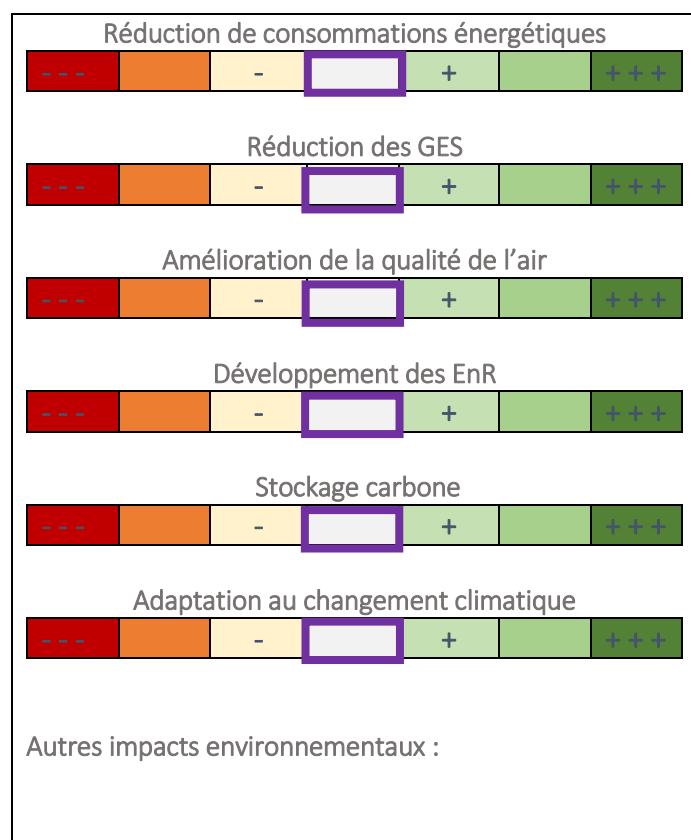 Réduction de consommations énergétiques
- - - - + + + +
Réduction des GES
- - - - + + + +
Amélioration de la qualité de l’air
- - - - + + + +
Développement des EnR
- - - - + + + +
Stockage carbone
- - - - + + + +
Adaptation au changement climatique
- - - - + + + +
Autres impacts environnementaux :